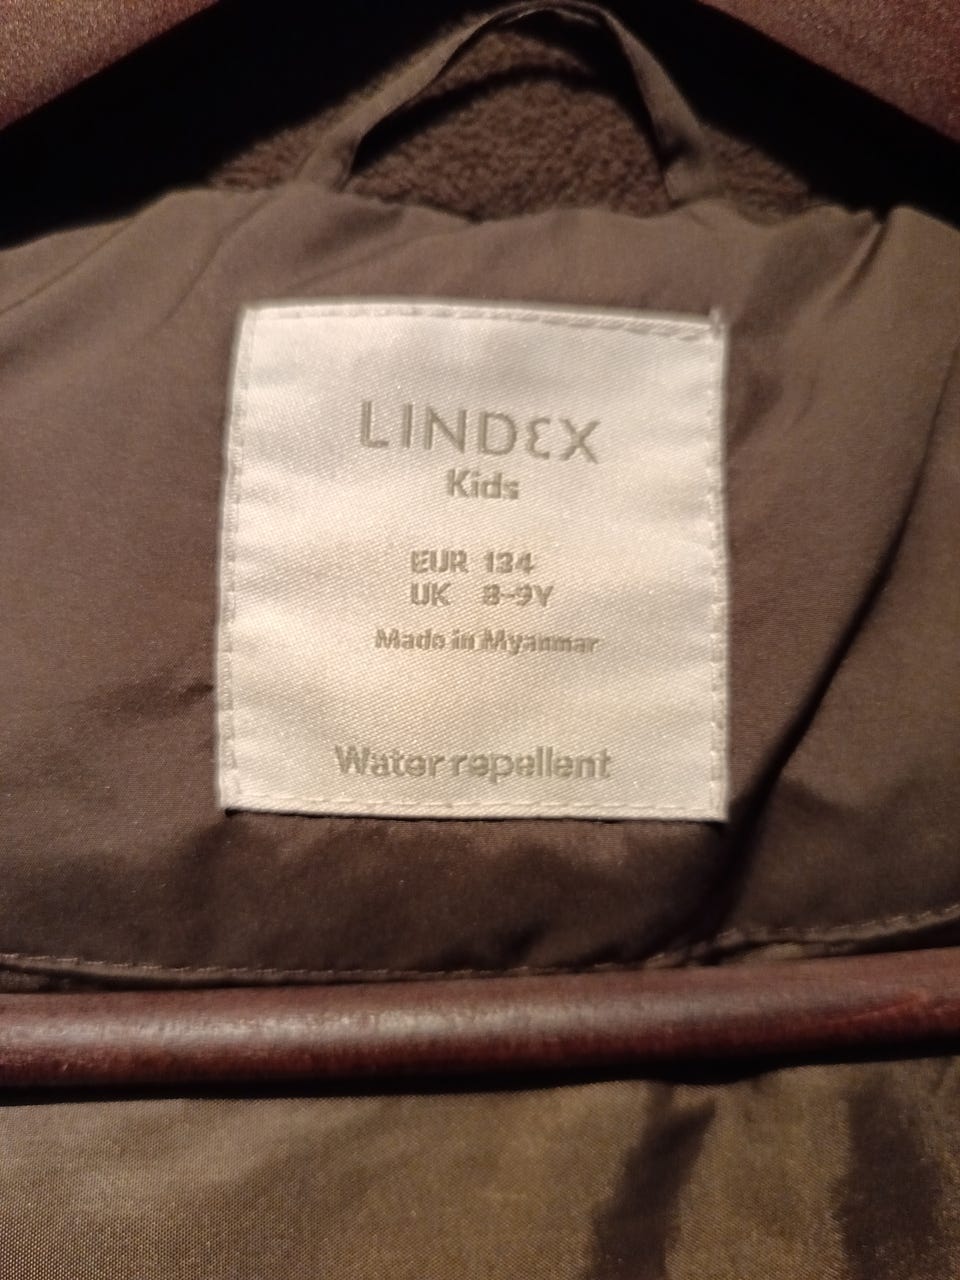 LINDEX
Kids
EUR 134
UK 8-9Y
Made in Myanmar
Water repellent